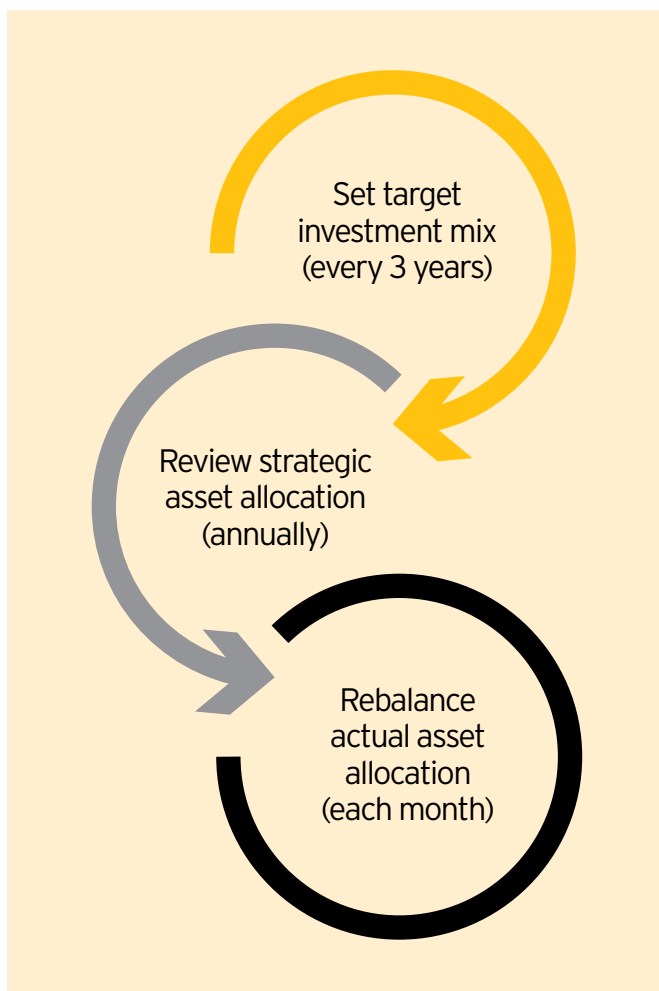 Set target
investment mix
(every 3 years)
Review strategic
asset allocation
(annually)
Rebalance
actual asset
allocation
(each month)